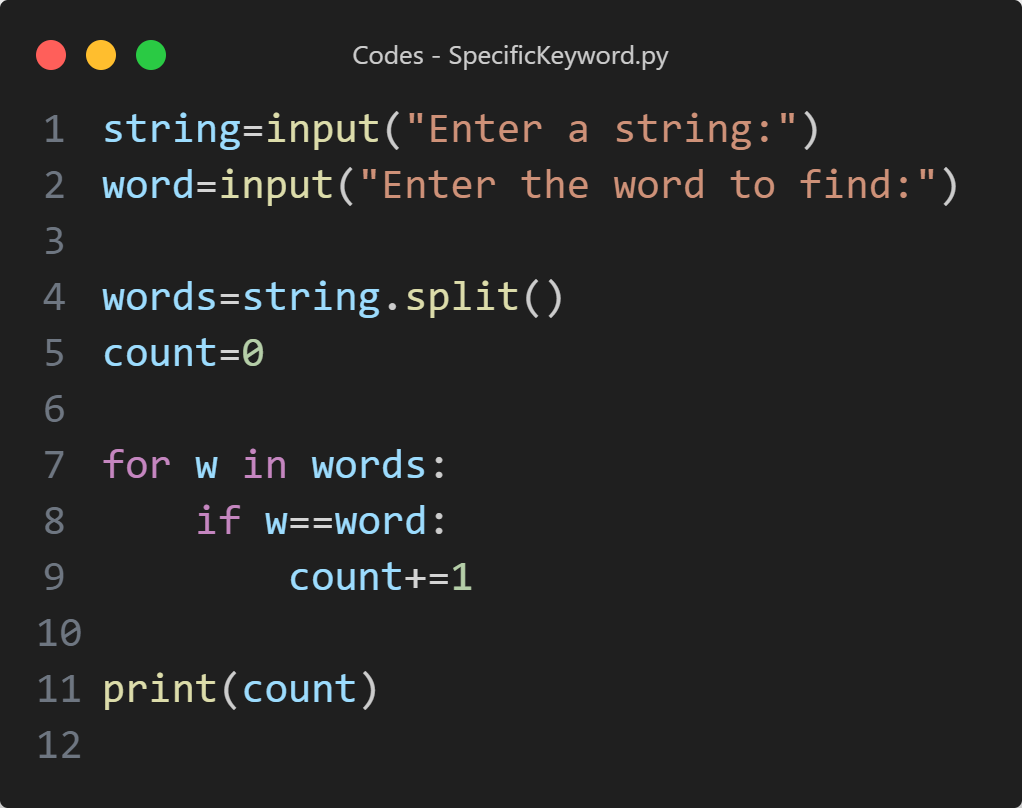 Codes - SpecificKeyword.py
1 string=input("Enter a string:")
2 word=input("Enter the word to find:")
3
4 words=string.split()
5 count=0
6
7 for w in words:
8     if w==word:
9         count+=1
10
11 print(count)
12